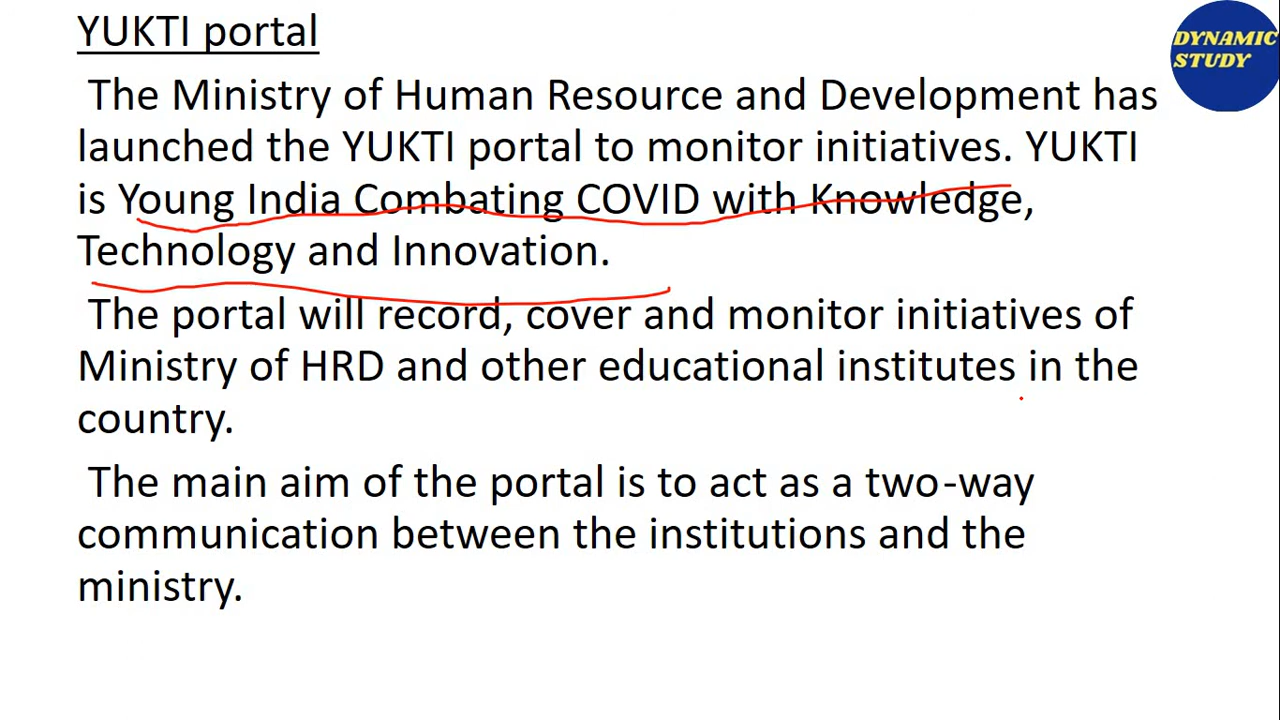 YUKTI portal
DYNAMIC
STUDY
The Ministry of Human Resource and Development has
launched the YUKTI portal to monitor initiatives. YUKTI
is Young India Combating COVID with Knowledge,
Technology and Innovation.
The portal will record, cover and monitor initiatives of
Ministry of HRD and other educational institutes in the
country.
The main aim of the portal is to act as a two-way
communication between the institutions and the
ministry.